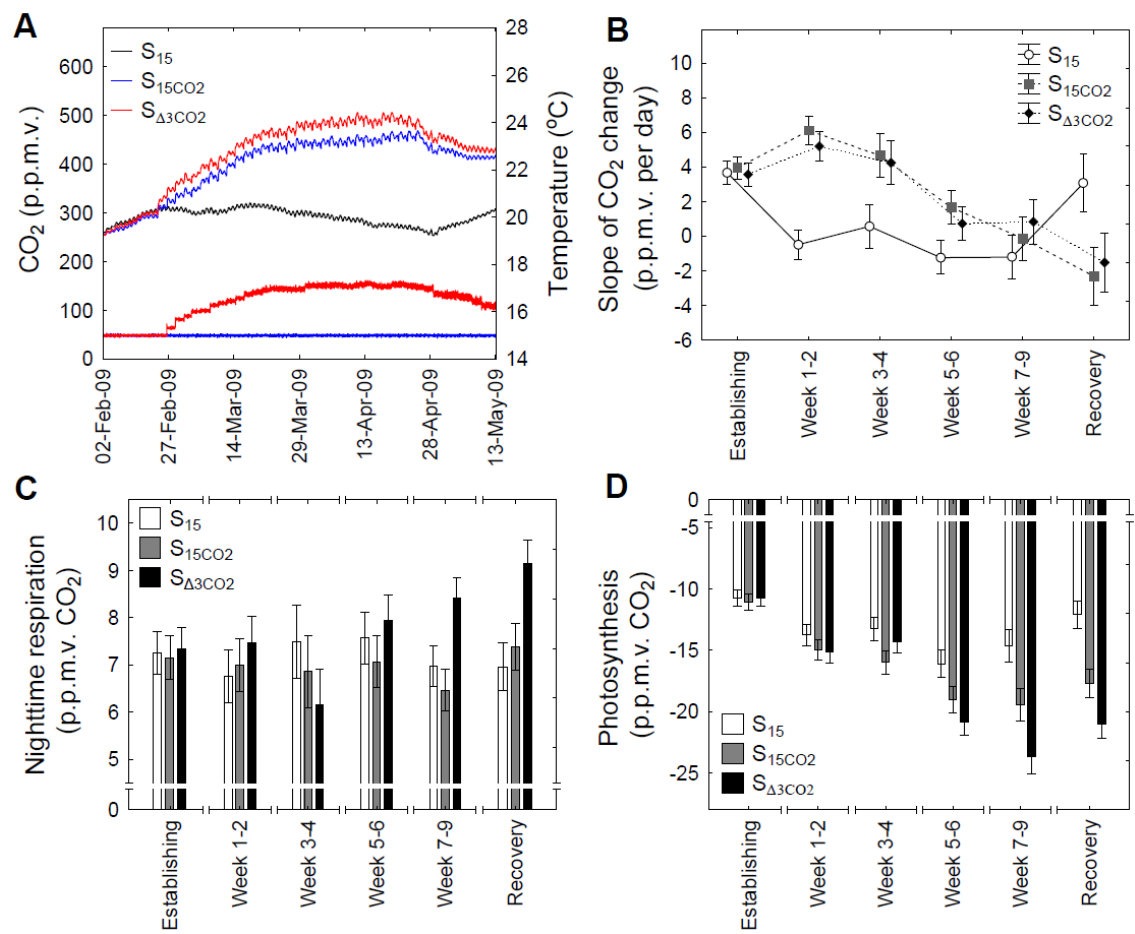 A
CO2 (p.p.m.v.)
600
500
400
300
200
100
0
S15
S15CO2
SΔ3CO2
28
26
24
22
20
18
16
14
Temperature (ºC)
02-Feb-09
27-Feb-09
14-Mar-09
29-Mar-09
13-Apr-09
28-Apr-09
13-May-09
B
Slope of CO2 change
(p.p.m.v. per day)
10
8
6
4
2
0
-2
-4
-6
S15
S15CO2
SΔ3CO2
Establishing
Week 1-2
Week 3-4
Week 5-6
Week 7-9
Recovery
C
Nighttime respiration
(p.p.m.v. CO2)
10
9
8
7
6
5
0
S15
S15CO2
SΔ3CO2
Establishing
Week 1-2
Week 3-4
Week 5-6
Week 7-9
Recovery
D
Photosynthesis
(p.p.m.v. CO2)
0
-5
-10
-15
-20
-25
S15
S15CO2
SΔ3CO2
Establishing
Week 1-2
Week 3-4
Week 5-6
Week 7-9
Recovery